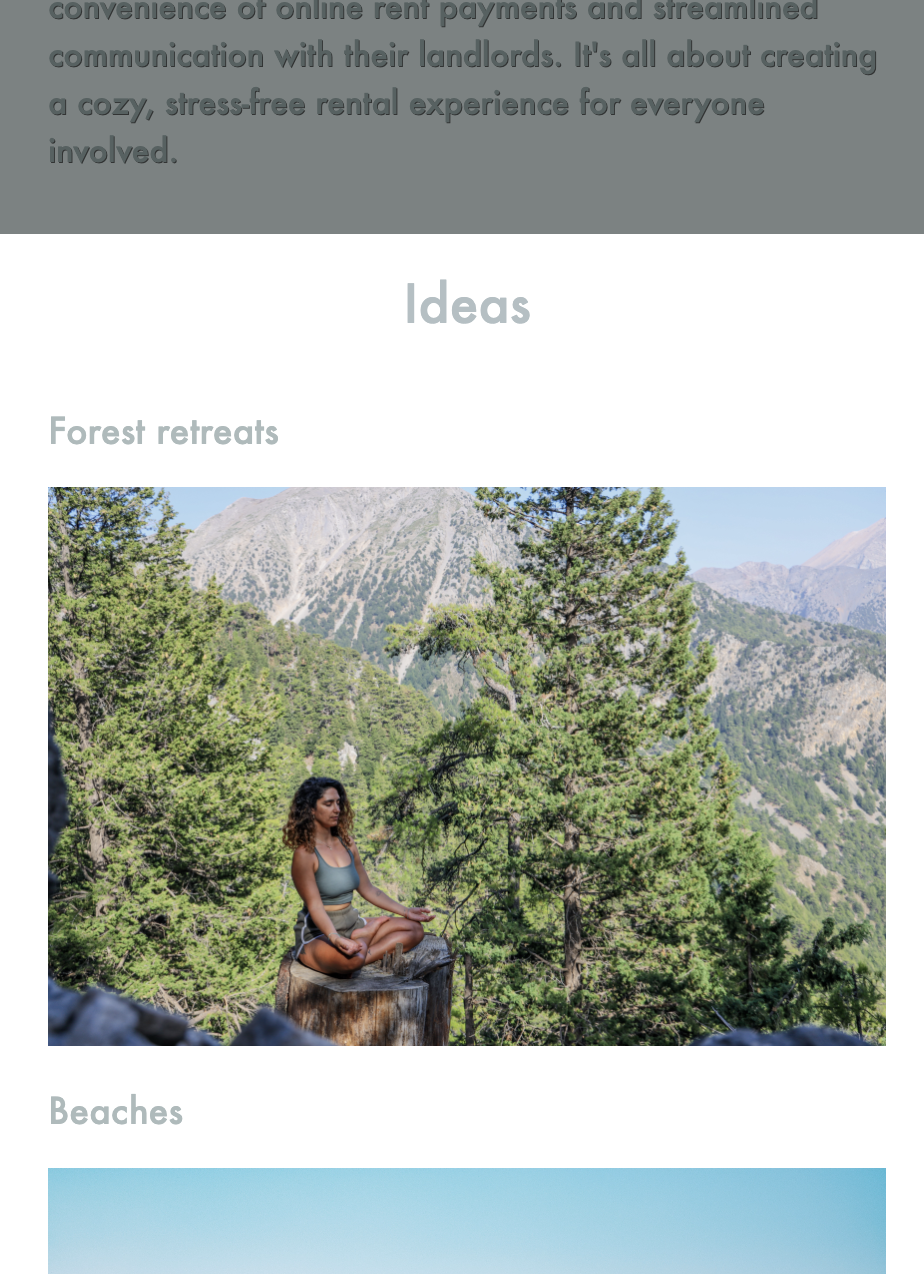 convenience of online rent payments and streamlined
communication with their landlords. It's all about creating
a cozy, stress-free rental experience for everyone
involved.
Ideas
Forest retreats
Beaches